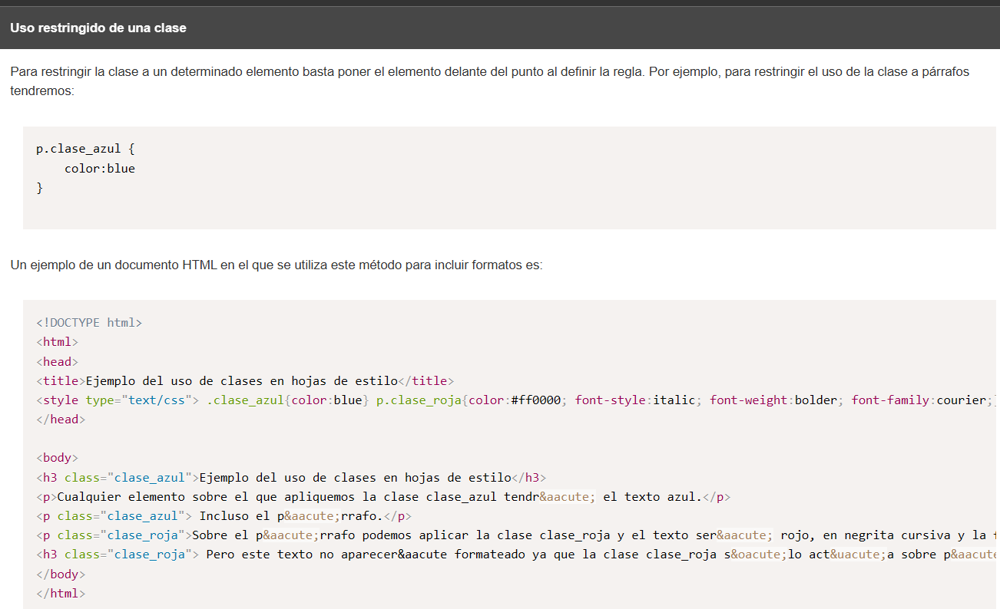 Uso restringido de una clase
Para restringir la clase a un determinado elemento basta poner el elemento delante del punto al definir la regla. Por ejemplo, para restringir el uso de la clase a párrafos
tendremos:
p.clase_azul {
    color:blue
}
Un ejemplo de un documento HTML en el que se utiliza este método para incluir formatos es:
<!DOCTYPE html>
<html>
<head>
<title>Ejemplo del uso de clases en hojas de estilo</title>
<style type="text/css"> .clase_azul{color:blue} p.clase_roja{color:#ff0000; font-style:italic; font-weight:bolder; font-family:courier;}
</head>
<body>
<h3 class="clase_azul">Ejemplo del uso de clases en hojas de estilo</h3>
<p>Cualquier elemento sobre el que apliquemos la clase clase_azul tendr&aacute; el texto azul.</p>
<p class="clase_azul"> Incluso el p&aacute;rrafo.</p>
<p class="clase_roja">Sobre el p&aacute;rrafo podemos aplicar la clase clase_roja y el texto ser&aacute; rojo, en negrita cursiva y la
<h3 class="clase_roja"> Pero este texto no aparecer&aacute formateado ya que la clase clase_roja s&oacute;lo act&uacute;a sobre p&aacute
</body>
</html>